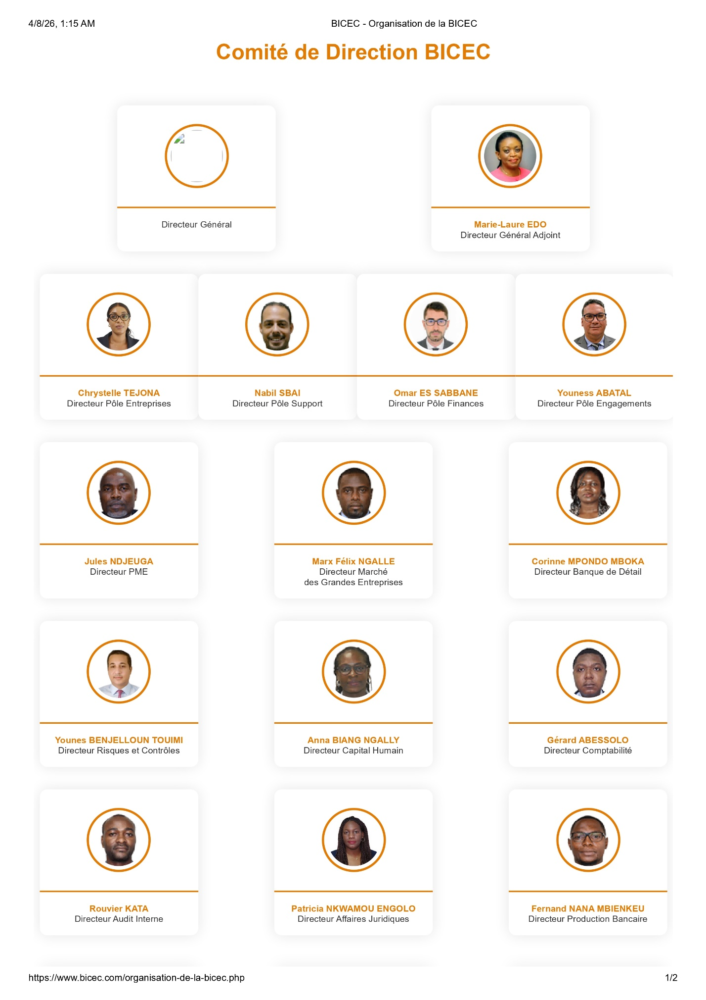 4/8/26, 1:15 AM
BICEC - Organisation de la BICEC
Comité de Direction BICEC
Directeur Général
Marie-Laure EDO
Directeur Général Adjoint
Chrystelle TEJONA
Directeur Pôle Entreprises
Nabil SBAI
Directeur Pôle Support
Omar ES SABBANE
Directeur Pôle Finances
Youness ABATAL
Directeur Pôle Engagements
Jules NDJEUGA
Directeur PME
Marx Félix NGALLE
Directeur Marché
des Grandes Entreprises
Corinne MPONDO MBOKA
Directeur Banque de Détail
Younes BENJELLOUN TOUIMI
Directeur Risques et Contrôles
Anna BIANG NGALLY
Directeur Capital Humain
Gérard ABESSOLO
Directeur Comptabilité
Rouvier KATA
Directeur Audit Interne
Patricia NKWAMOU ENGOLO
Directeur Affaires Juridiques
Fernand NANA MBIENKEU
Directeur Production Bancaire
https://www.bicec.com/organisation-de-la-bicec.php
1/2